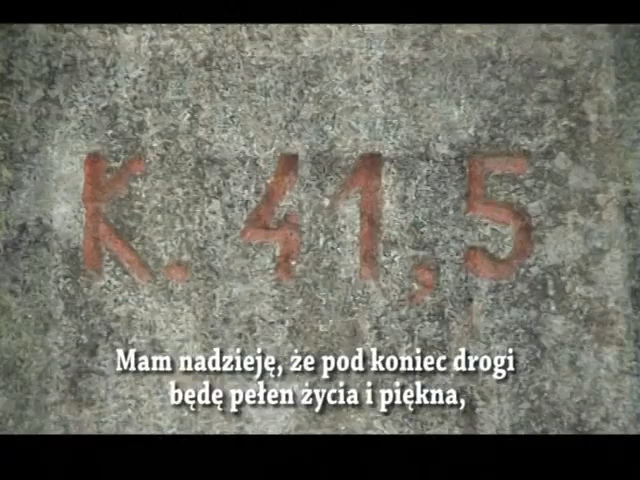 K. 41,5
Mam nadzieję, że pod koniec drogi
będę pełen życia i piękna,